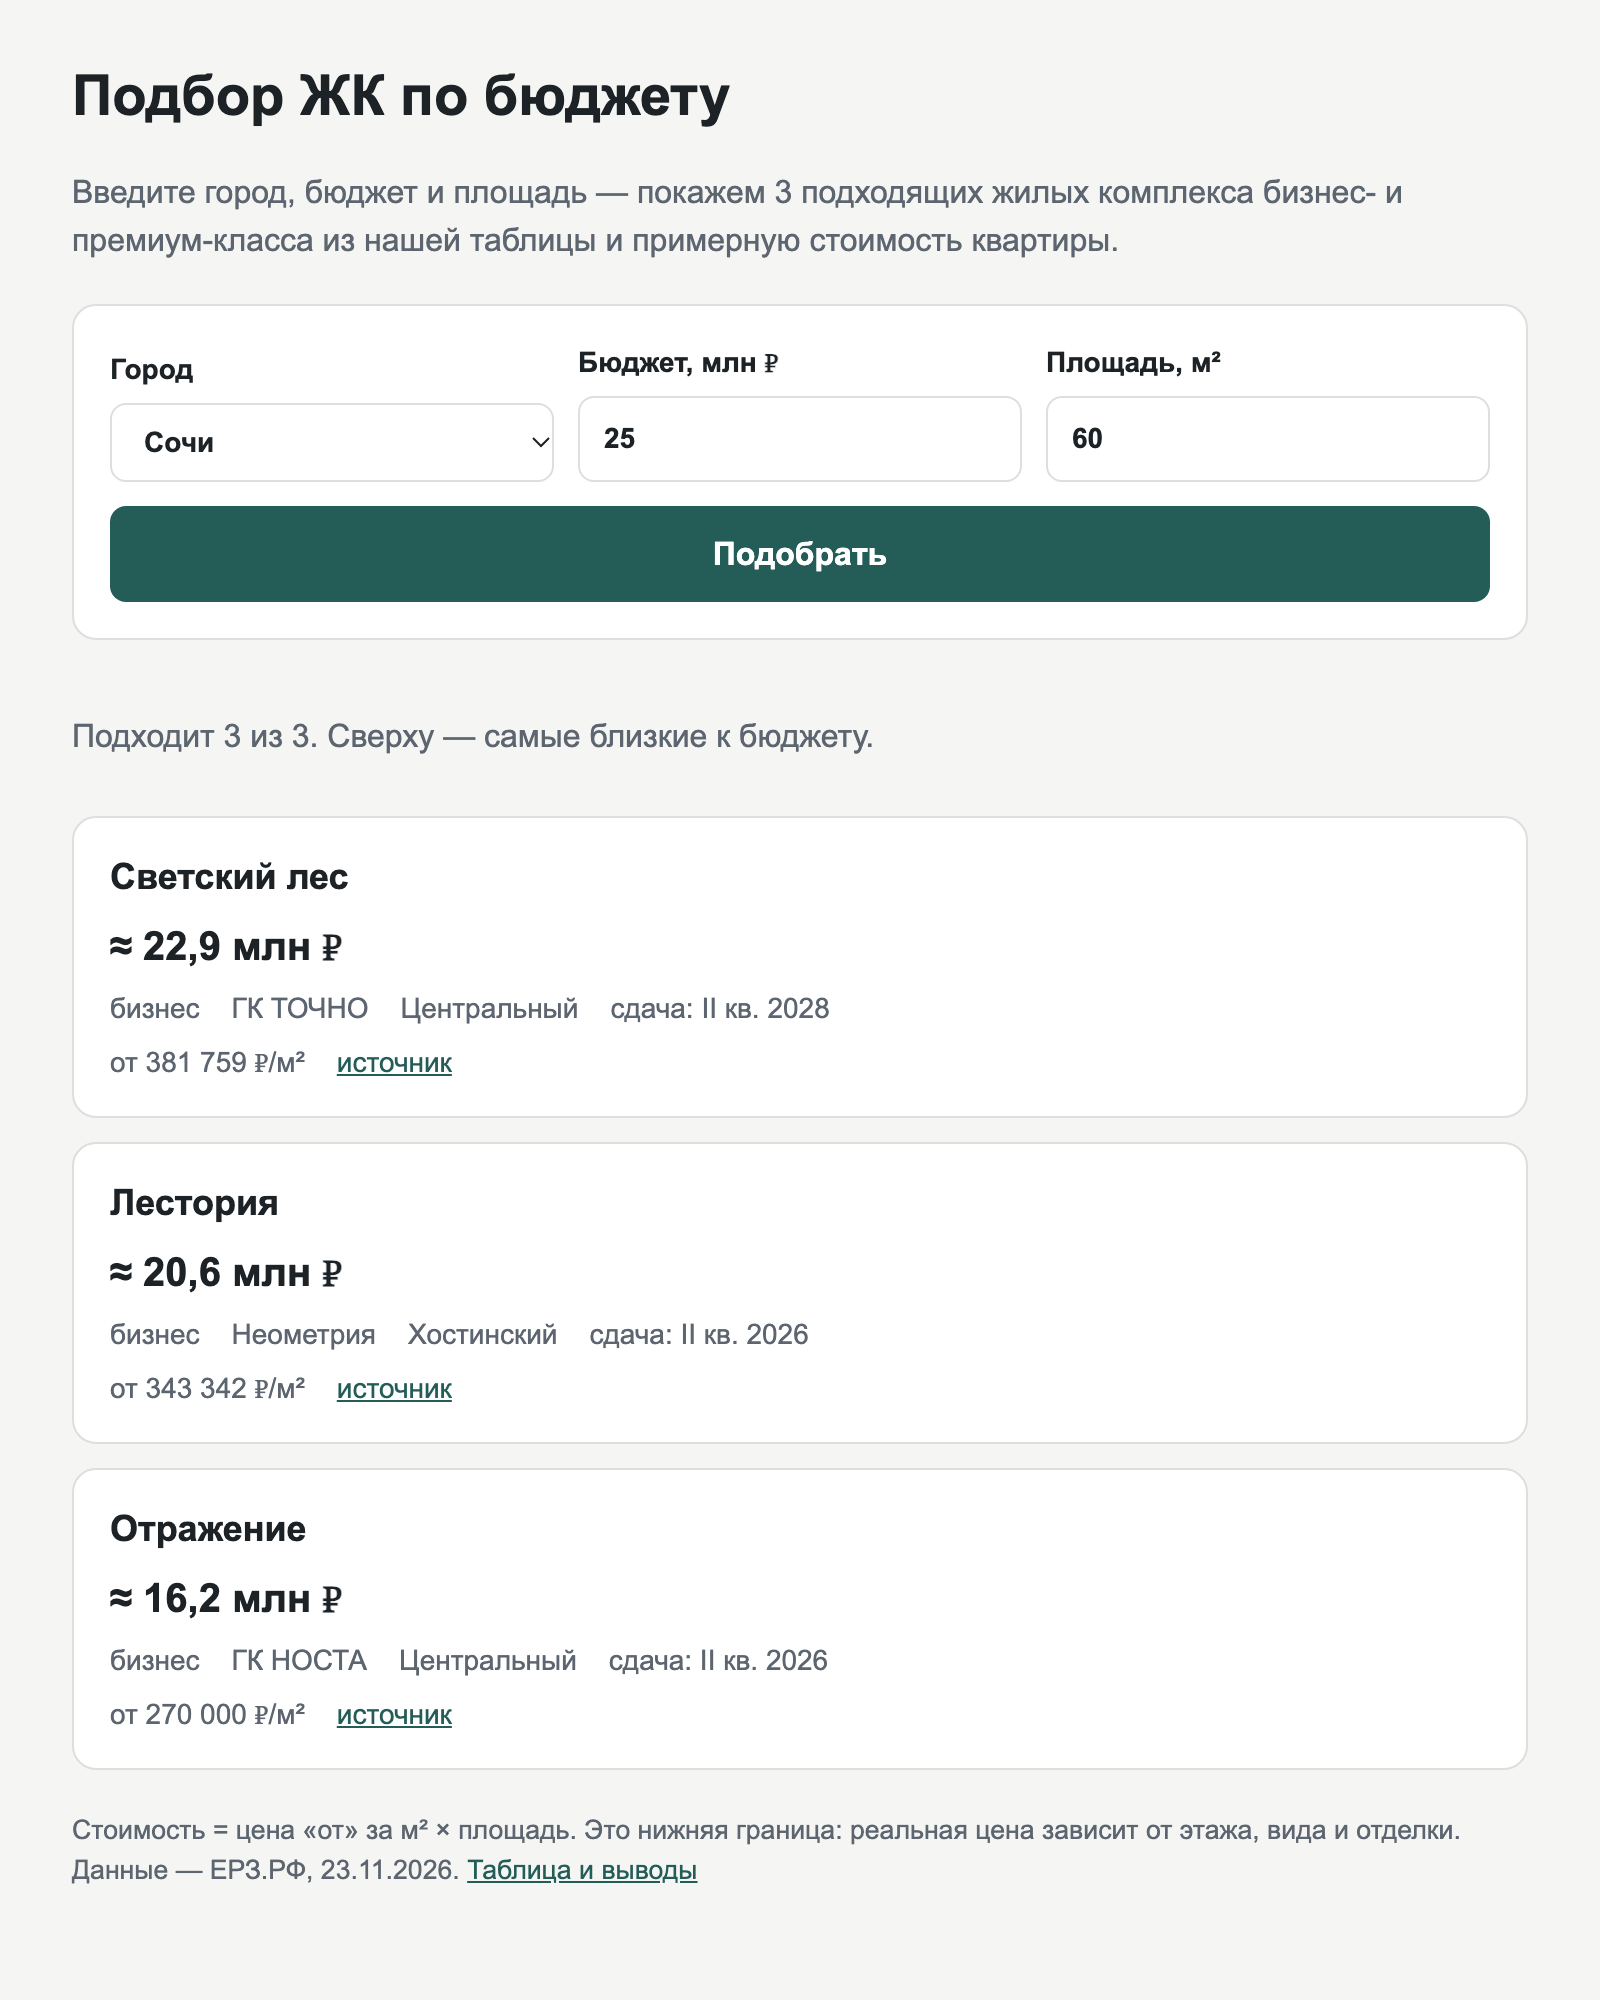 Подбор ЖК по бюджету
Введите город, бюджет и площадь — покажем 3 подходящих жилых комплекса бизнес- и
премиум-класса из нашей таблицы и примерную стоимость квартиры.
Город
Бюджет, млн ₽
Площадь, м²
Сочи
25
60
Подобрать
Подходит 3 из 3. Сверху — самые близкие к бюджету.
Светский лес
≈ 22,9 млн ₽
бизнес ГК ТОЧНО Центральный сдача: II кв. 2028
от 381 759 ₽/м² источник
Лестория
≈ 20,6 млн ₽
бизнес Неометрия Хостинский сдача: II кв. 2026
от 343 342 ₽/м² источник
Отражение
≈ 16,2 млн ₽
бизнес ГК НОСТА Центральный сдача: II кв. 2026
от 270 000 ₽/м² источник
Стоимость = цена «от» за м² × площадь. Это нижняя граница: реальная цена зависит от этажа, вида и отделки.
Данные — ЕРЗ.РФ, 23.11.2026. Таблица и выводы